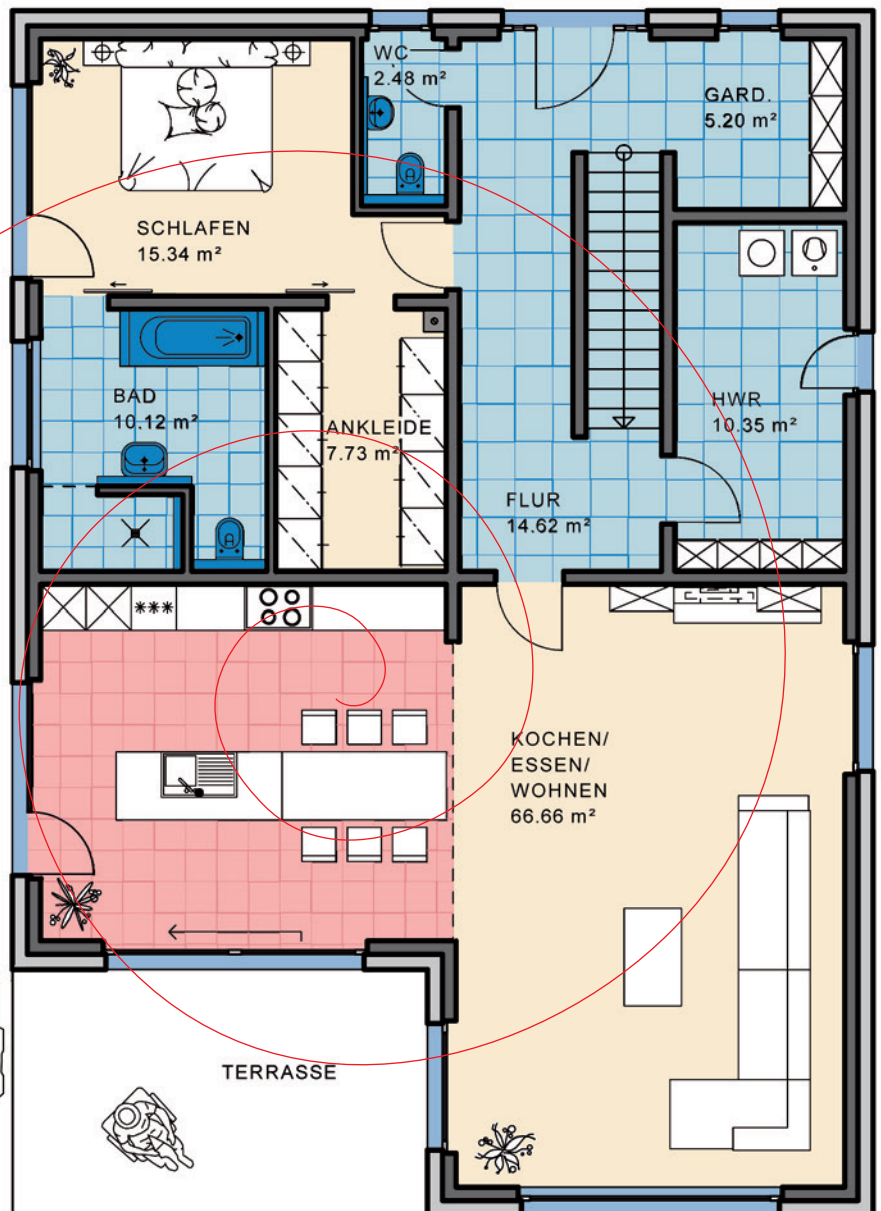 WC
2.48 m²
GARD.
5.20 m²
SCHLAFEN
15.34 m²
BAD
10.12 m²
ANKLEIDE
7.73 m²
HWR
10.35 m²
FLUR
14.62 m²
***
KOCHEN/
ESSEN/
WOHNEN
66.66 m²
TERRASSE